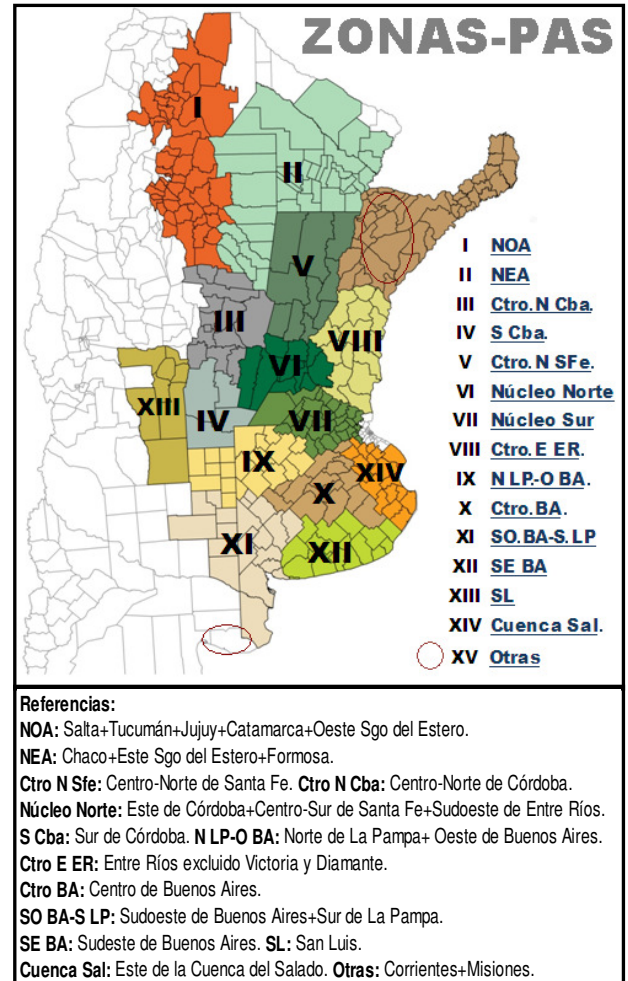 ZONAS-PAS
I
II
V
III
VIII
VI
XIII
IV
VII
IX
XIV
X
XI
XII
I NOA
II NEA
III Ctro.N Cba.
IV S Cba.
V Ctro.N SFe.
VI Núcleo Norte
VII Núcleo Sur
VIII Ctro.E ER.
IX N LP.-O BA.
X Ctro.BA.
XI SO.BA-S.LP
XII SE BA
XIII SL
XIV Cuenca Sal.
XV Otras
Referencias:
NOA: Salta+Tucumán+Jujuy+Catamarca+Oeste Sgo del Estero.
NEA: Chaco+Este Sgo del Estero+Formosa.
Ctro N Sfe: Centro-Norte de Santa Fe. Ctro N Cba: Centro-Norte de Córdoba.
Núcleo Norte: Este de Córdoba+Centro-Sur de Santa Fe+Sudoeste de Entre Ríos.
S Cba: Sur de Córdoba. N LP-O BA: Norte de La Pampa+ Oeste de Buenos Aires.
Ctro E ER: Entre Ríos excluido Victoria y Diamante.
Ctro BA: Centro de Buenos Aires.
SO BA-S LP: Sudoeste de Buenos Aires+Sur de La Pampa.
SE BA: Sudeste de Buenos Aires. SL: San Luis.
Cuenca Sal: Este de la Cuenca del Salado. Otras: Corrientes+Misiones.